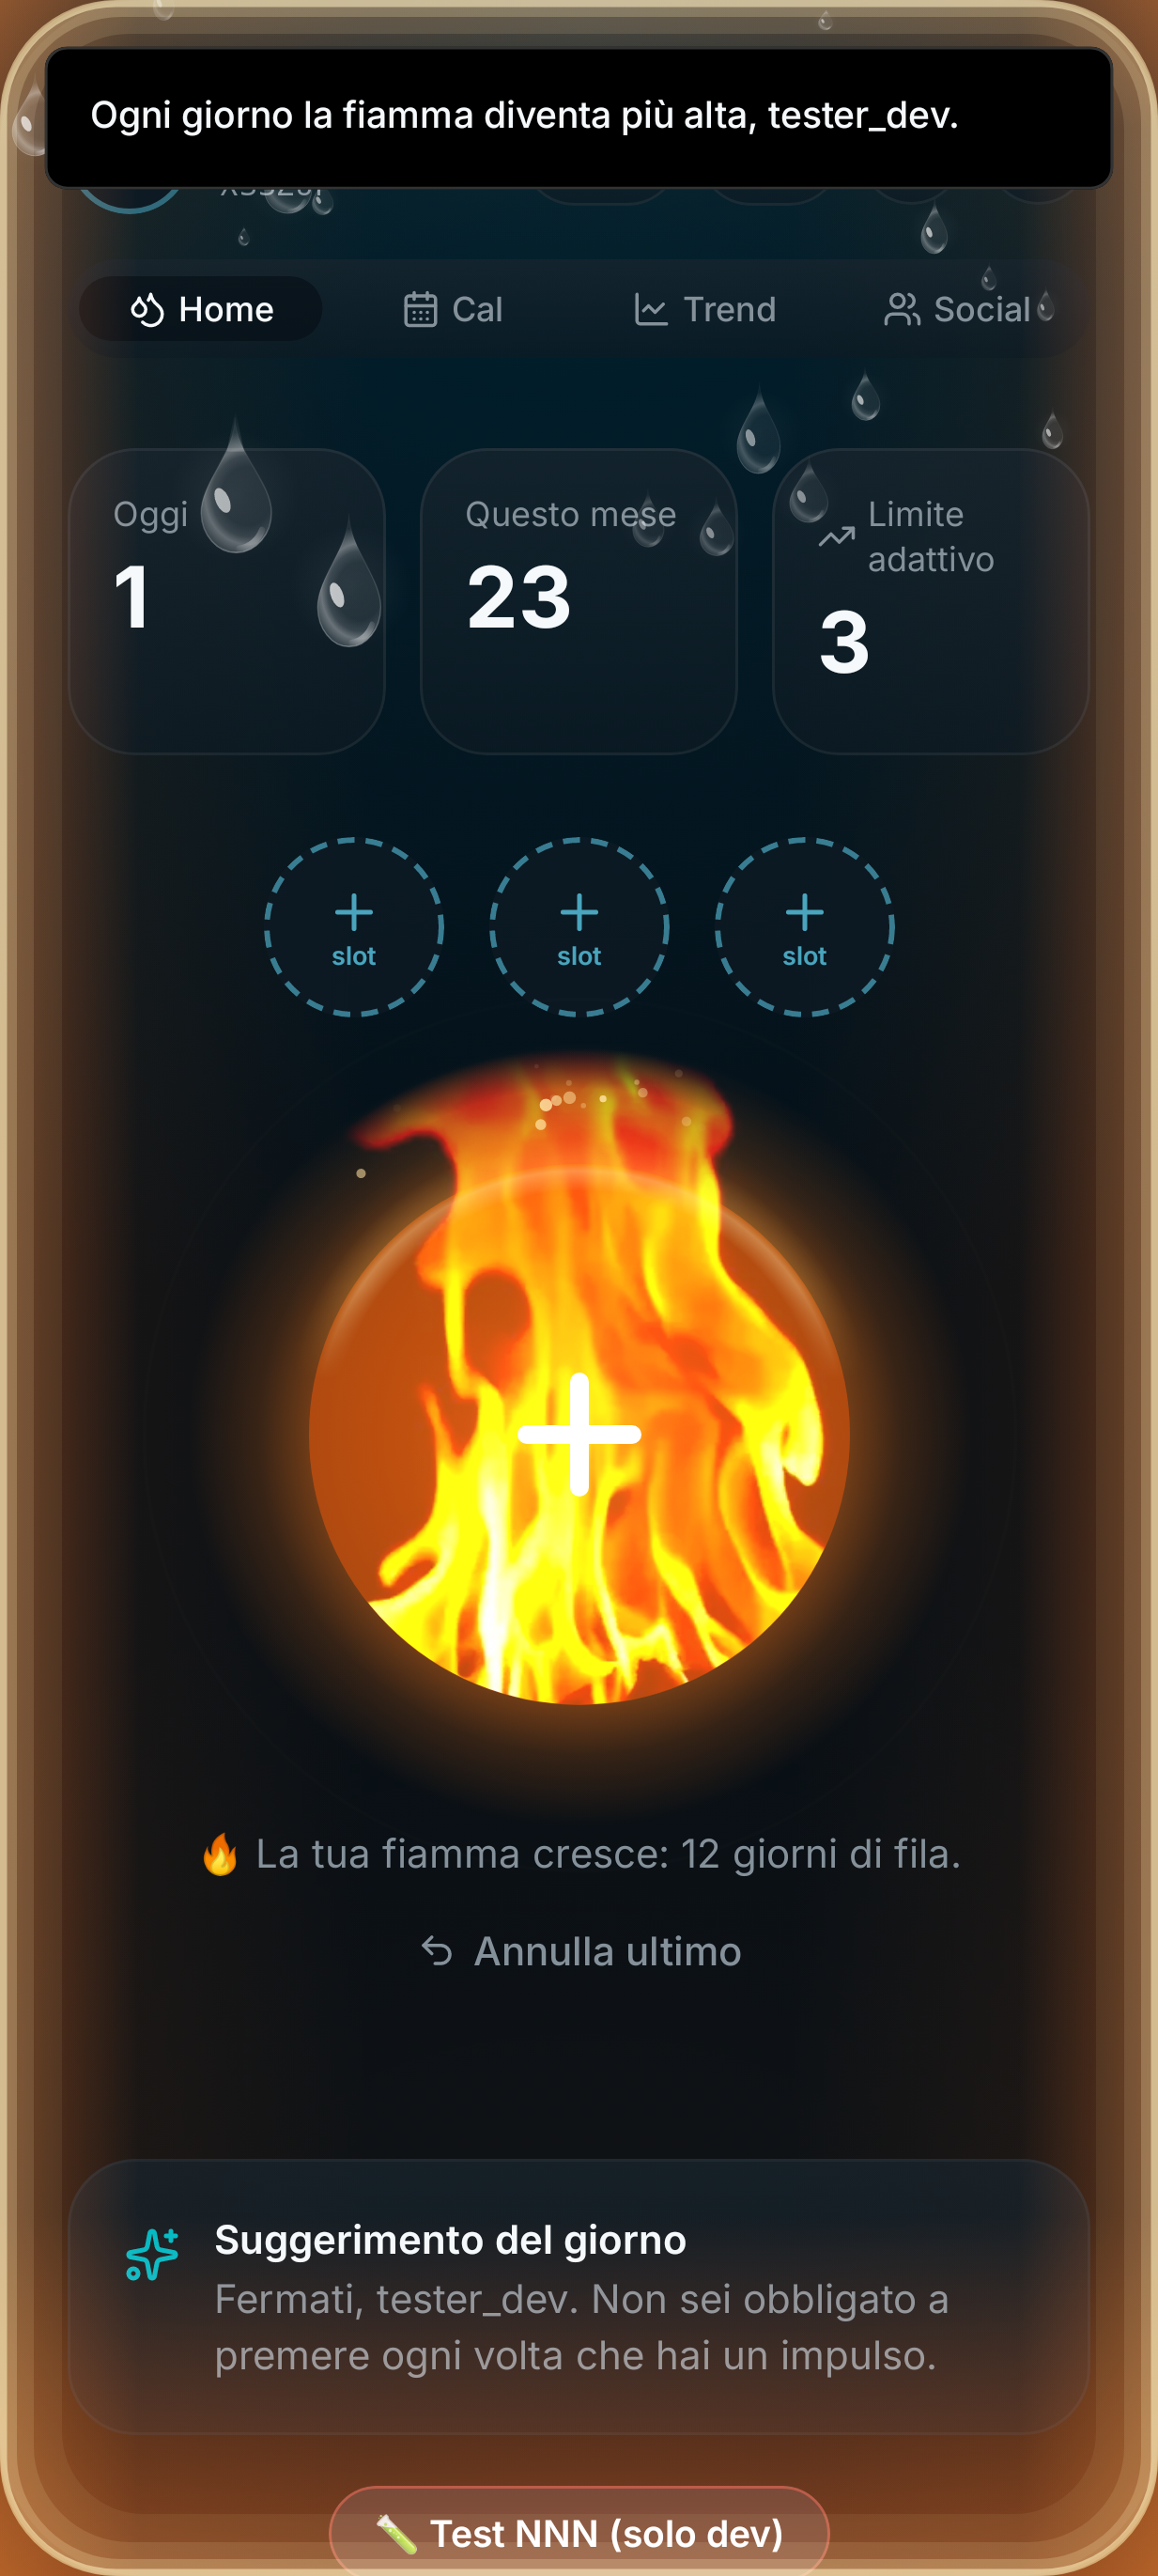 Ogni giorno la fiamma diventa più alta, tester_dev.
Home
Cal
Trend
Social
Oggi
1
Questo mese
23
Limite
adattivo
3
slot
slot
slot
🔥 La tua fiamma cresce: 12 giorni di fila.
Annulla ultimo
Suggerimento del giorno
Fermati, tester_dev. Non sei obbligato a
premere ogni volta che hai un impulso.
Test NNN (solo dev)